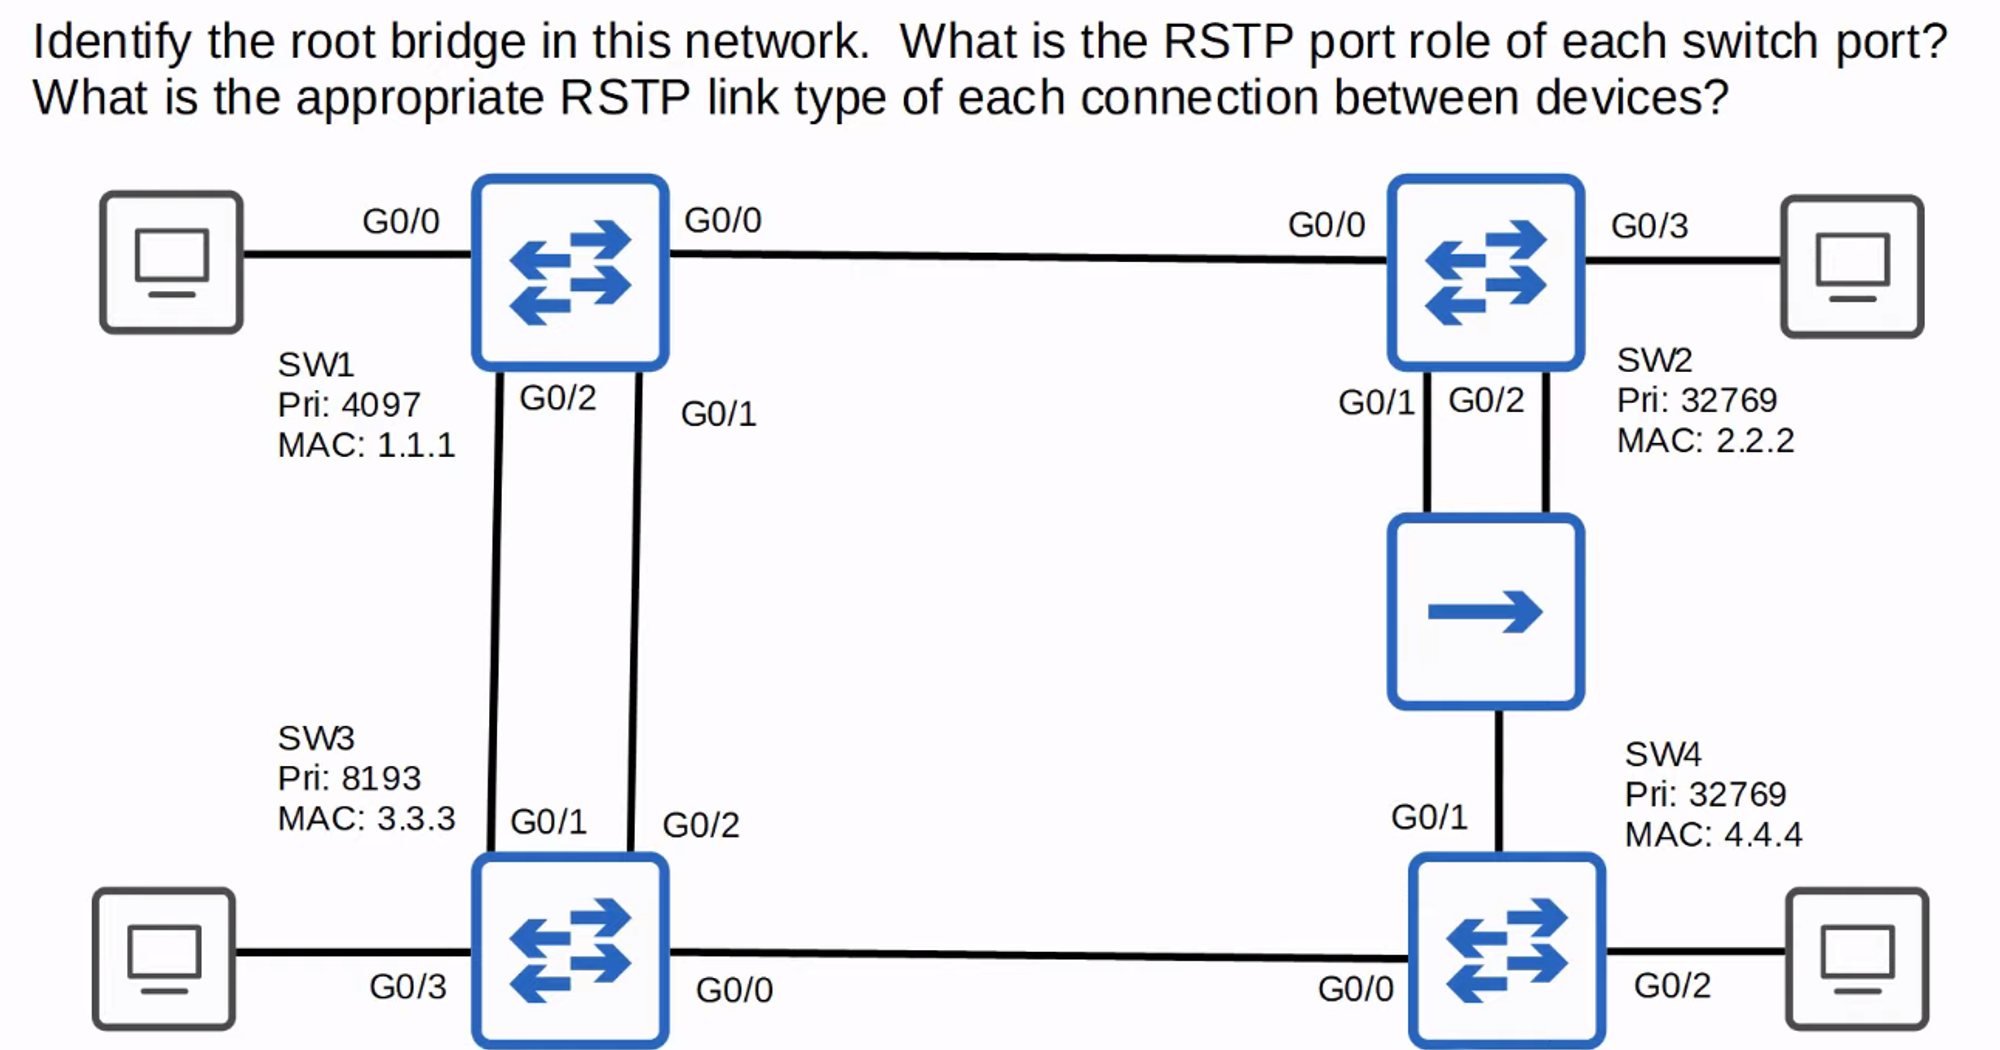 Identify the root bridge in this network.  What is the RSTP port role of each switch port?
What is the appropriate RSTP link type of each connection between devices?
G0/0
G0/0
G0/0
G0/3
SW1
Pri: 4097
MAC: 1.1.1
G0/2
G0/1
G0/1
G0/2
SW2
Pri: 32769
MAC: 2.2.2
SW3
Pri: 8193
MAC: 3.3.3
G0/1
G0/2
G0/1
SW4
Pri: 32769
MAC: 4.4.4
G0/3
G0/0
G0/0
G0/2